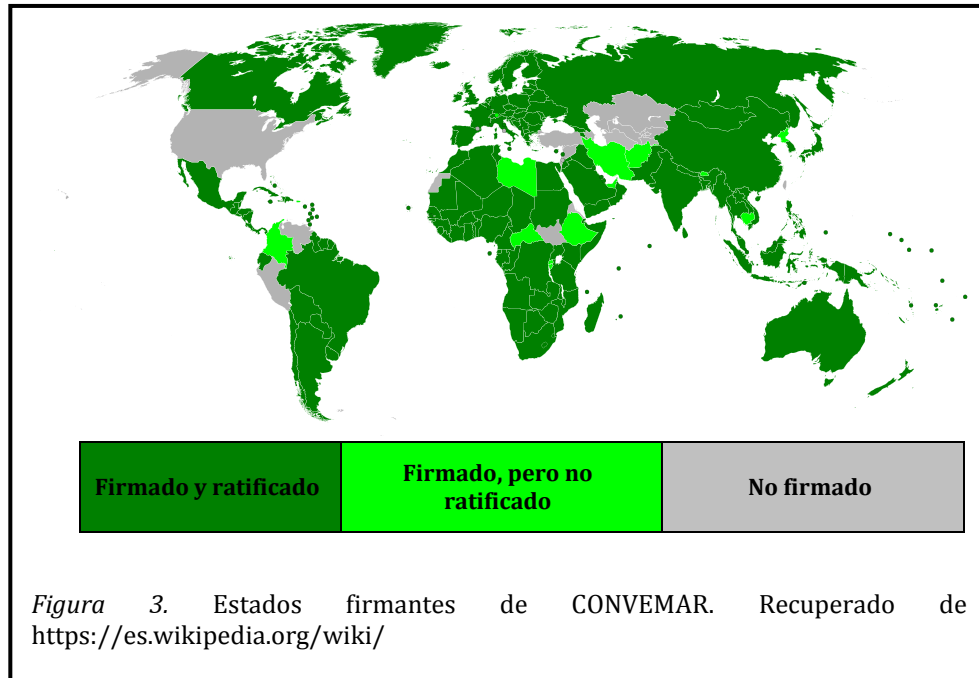 Firmado y ratificado
Firmado, pero no
ratificado
No firmado
Figura 3. Estados firmantes de CONVEMAR. Recuperado de
https://es.wikipedia.org/wiki/